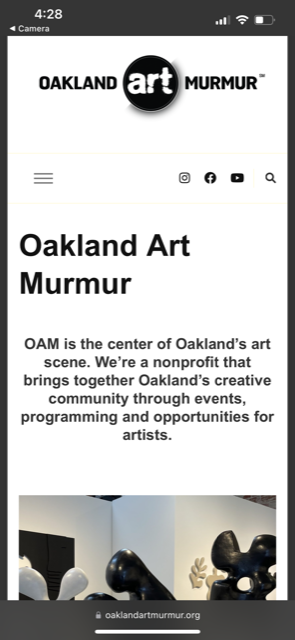 4:28
◀ Camera
OAKLAND art MURMUR™
Oakland Art
Murmur
OAM is the center of Oakland's art
scene. We're a nonprofit that
brings together Oakland's creative
community through events,
programming and opportunities for
artists.
oaklandartmurmur.org